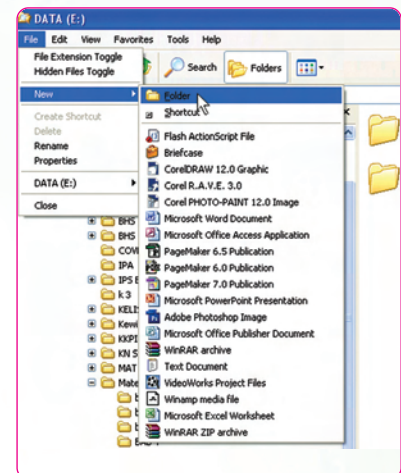 DATA (E:)
File Edit View Favorites Tools Help
File Extension Toggle
Hidden Files Toggle
Search Folders
New
Create Shortcut
Delete
Rename
Properties
DATA (E:)
Close
Folder
Shortcut
Flash ActionScript File
Briefcase
CorelDRAW 12.0 Graphic
Corel R.A.V.E. 3.0
Corel PHOTO-PAINT 12.0 Image
Microsoft Word Document
Microsoft Office Access Application
PageMaker 6.5 Publication
PageMaker 6.0 Publication
PageMaker 7.0 Publication
Microsoft PowerPoint Presentation
Adobe Photoshop Image
Microsoft Office Publisher Document
WinRAR archive
Text Document
VideoWorks Project Files
Winamp media file
Microsoft Excel Worksheet
WinRAR ZIP archive
BHS
BHS
IPA
k 3
MAT